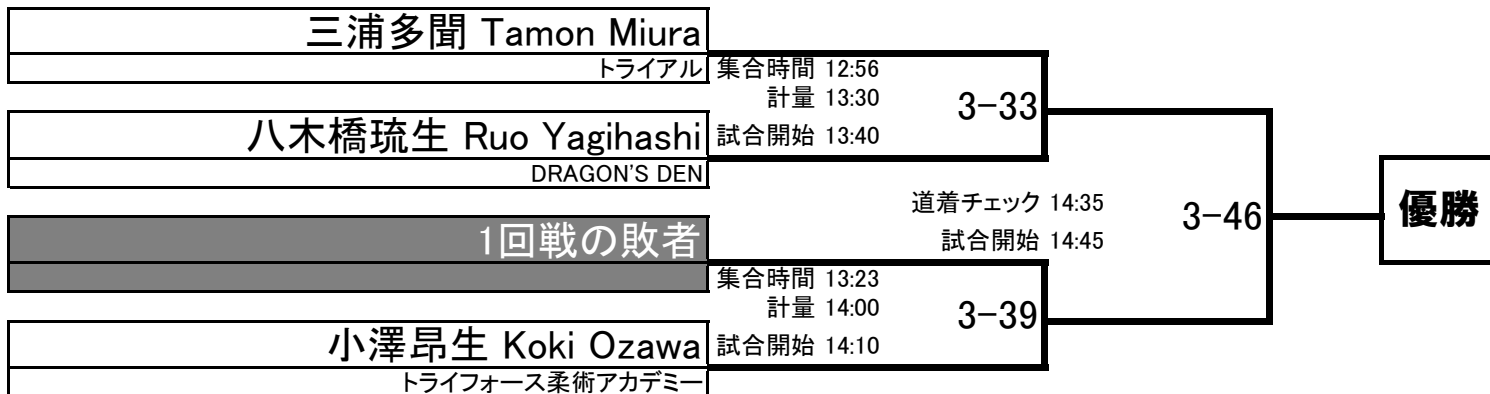 三浦多聞 Tamon Miura
トライアル
集合時間 12:56
計量 13:30
3-33
八木橋琉生 Ruo Yagihashi
試合開始 13:40
DRAGON'S DEN
道着チェック 14:35
3-46
優勝
試合開始 14:45
1回戦の敗者
集合時間 13:23
計量 14:00
3-39
小澤昂生 Koki Ozawa
試合開始 14:10
トライフォース柔術アカデミー